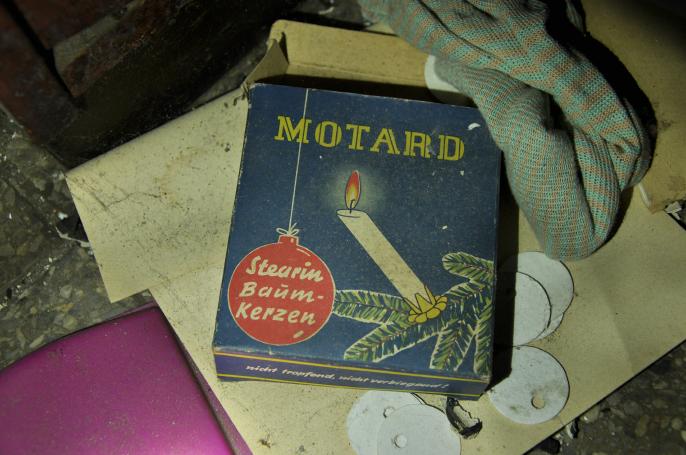 MOTARD
Stearin
Baum-
Kerzen
nicht tropfend, nicht verbiegend!